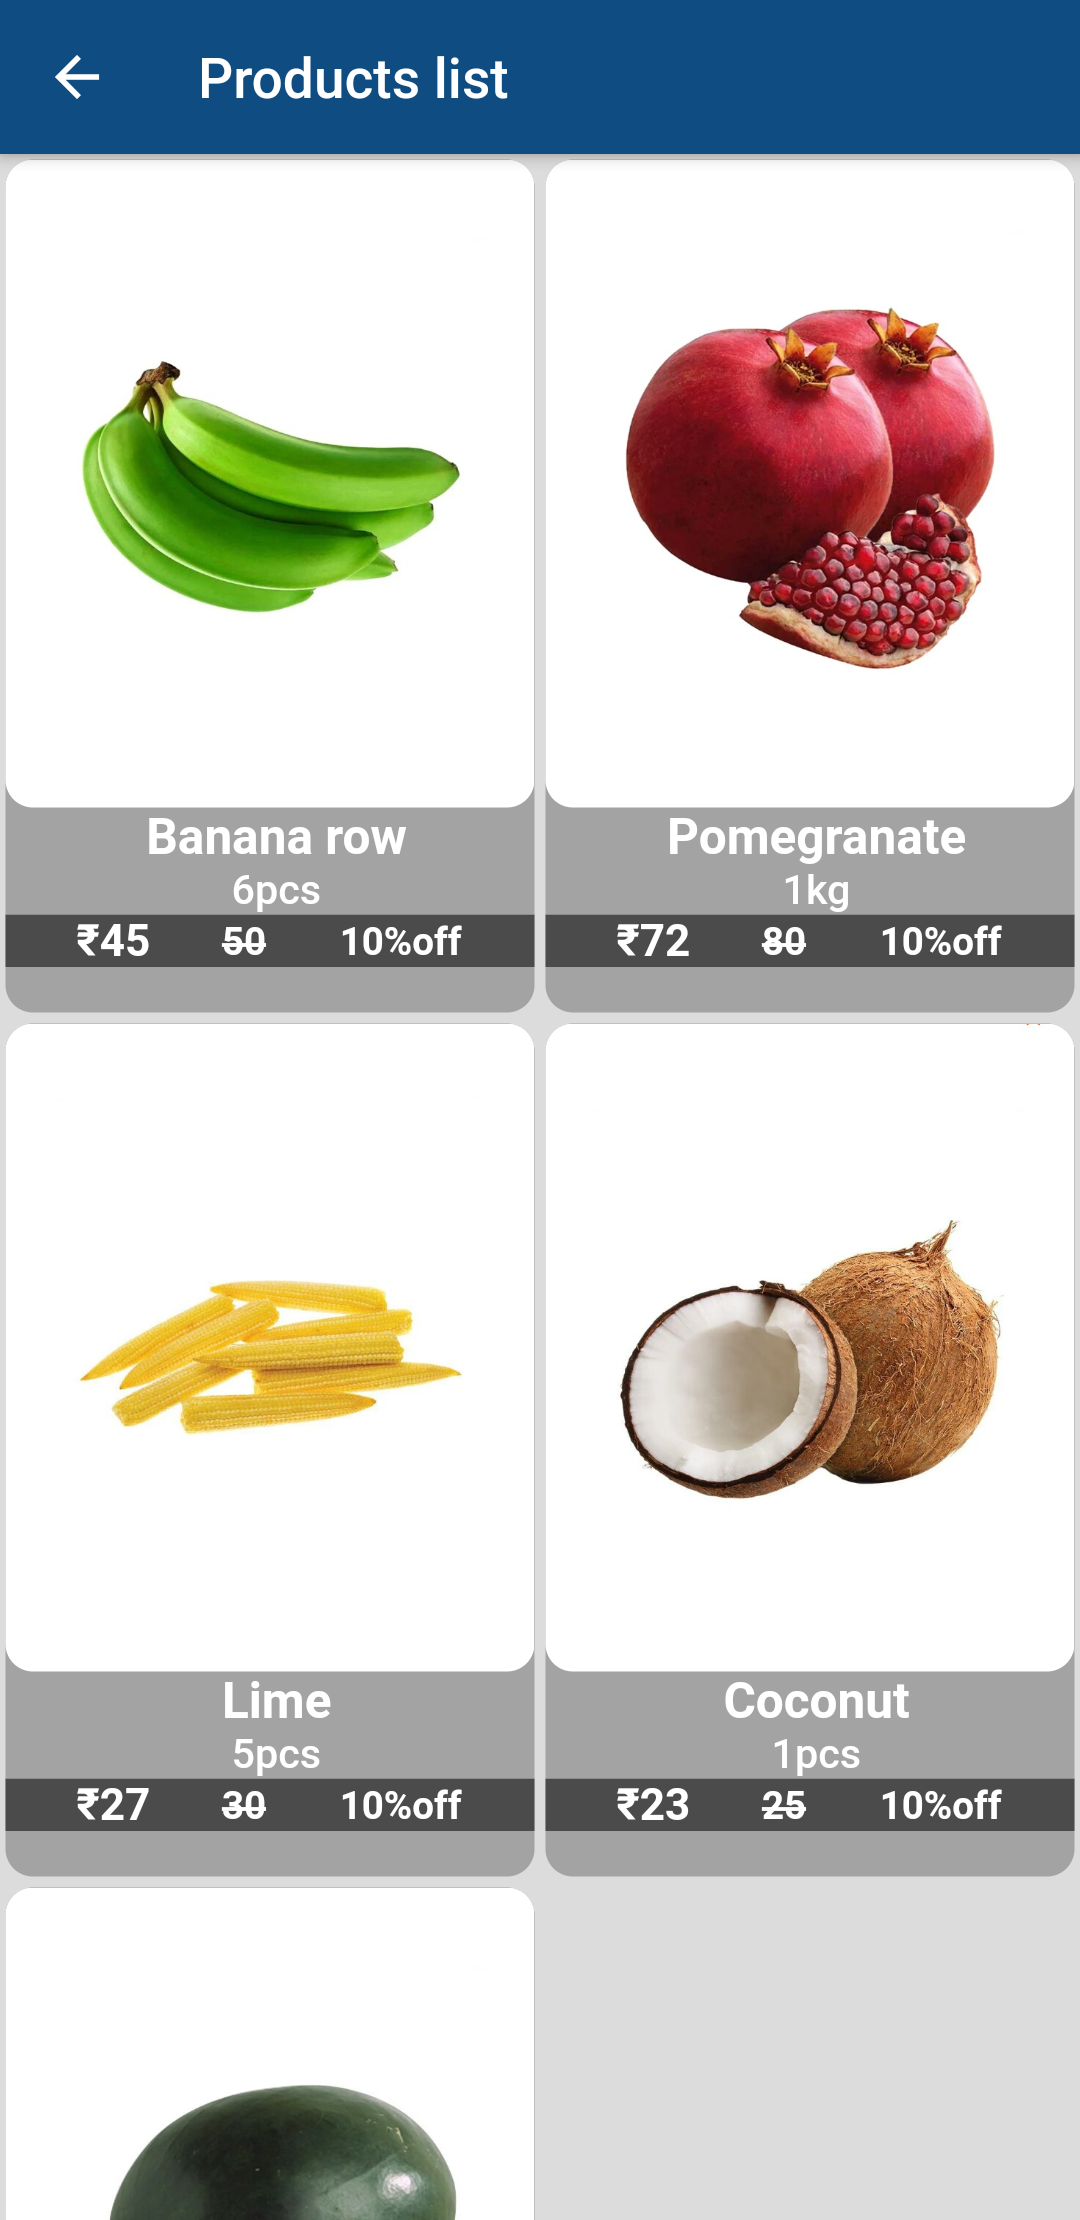 Products list
Banana row
6pcs
₹45 50 10%off
Pomegranate
1kg
₹72 80 10%off
Lime
5pcs
₹27 30 10%off
Coconut
1pcs
₹23 25 10%off